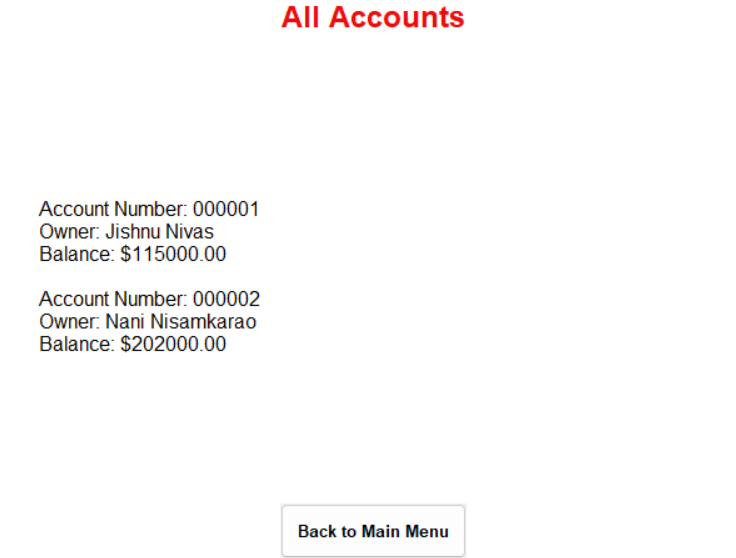 All Accounts
Account Number: 000001
Owner: Jishnu Nivas
Balance: $115000.00
Account Number: 000002
Owner: Nani Nisamkarao
Balance: $202000.00
Back to Main Menu